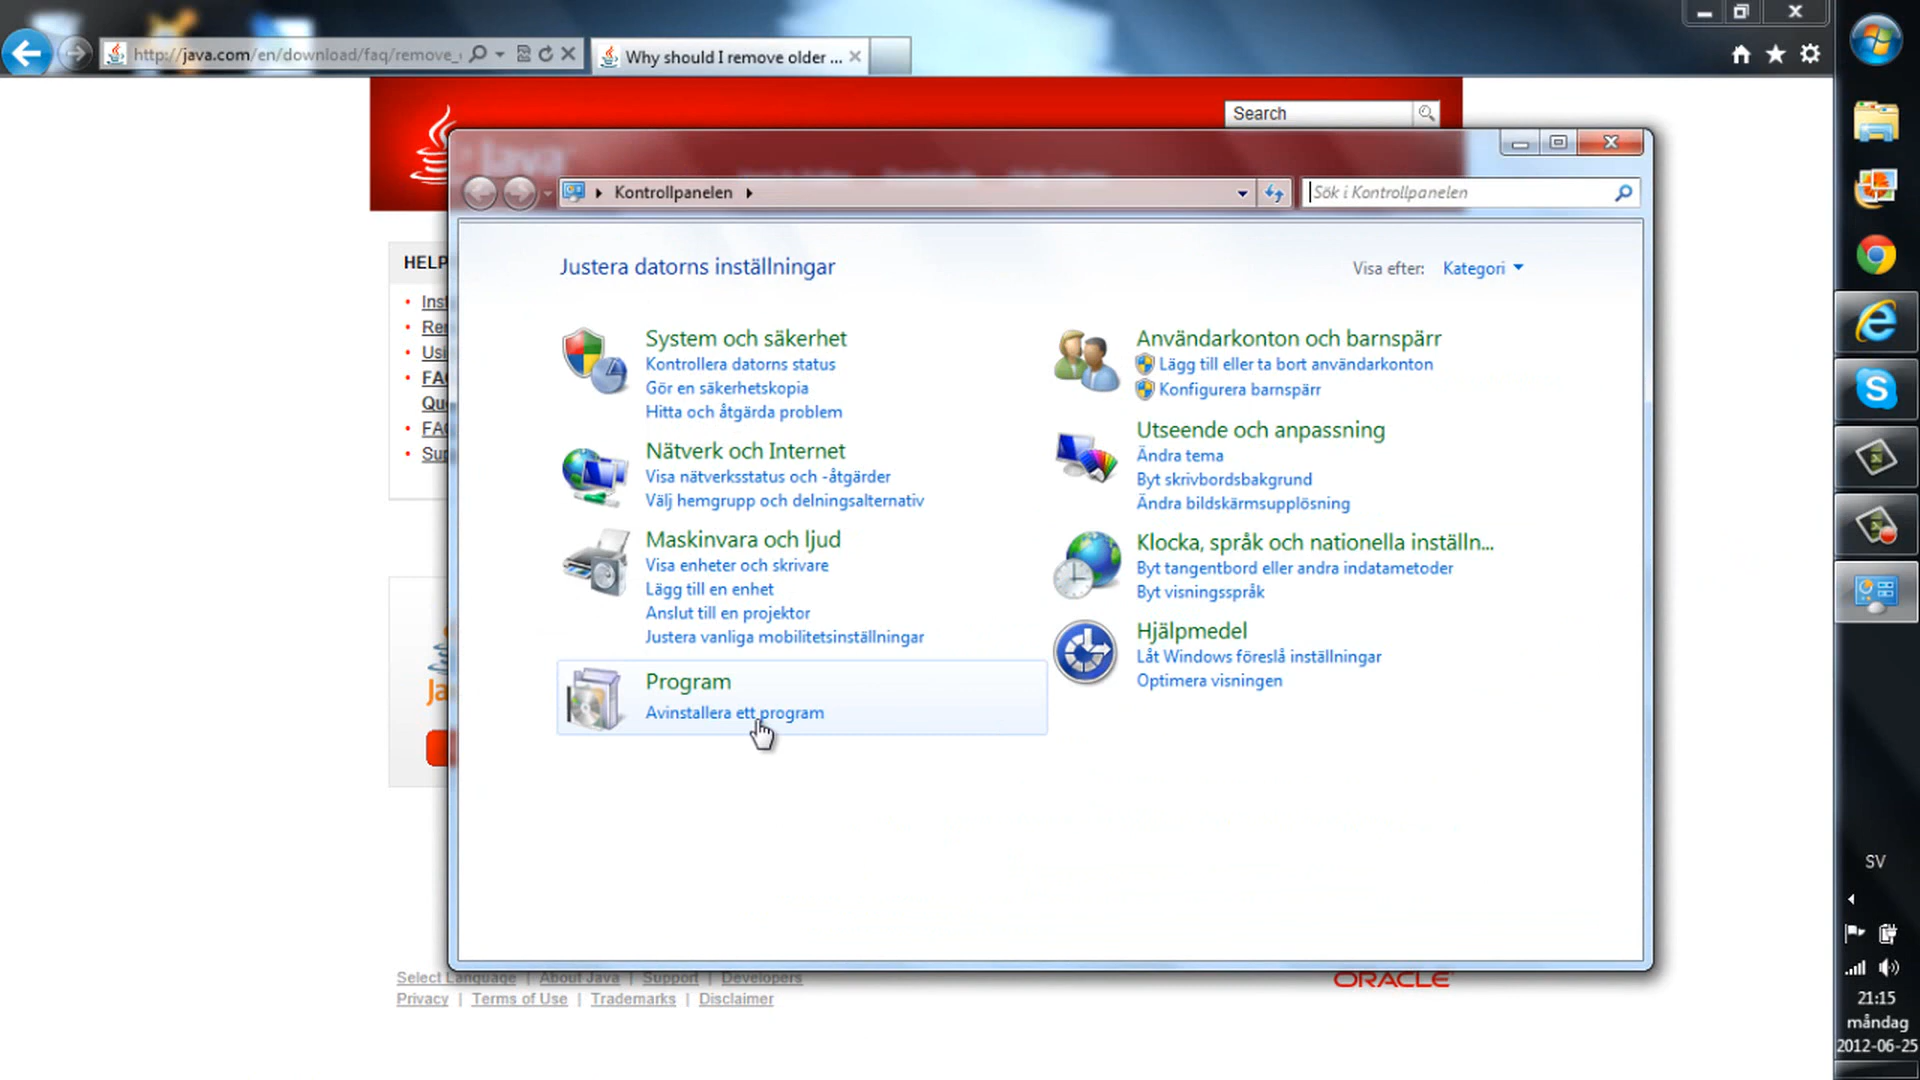 http://java.com/en/download/faq/remove_
Why should I remove older ...
Search
Java
Kontrollpanelen
Sök i Kontrollpanelen
HELP
Justera datorns inställningar
Visa efter: Kategori
System och säkerhet
Kontrollera datorns status
Gör en säkerhetskopia
Hitta och åtgärda problem
Nätverk och Internet
Visa nätverksstatus och -åtgärder
Välj hemgrupp och delningsalternativ
Maskinvara och ljud
Visa enheter och skrivare
Lägg till en enhet
Anslut till en projektor
Justera vanliga mobilitetsinställningar
Program
Avinstallera ett program
Användarkonton och barnspärr
Lägg till eller ta bort användarkonton
Konfigurera barnspärr
Utseende och anpassning
Ändra tema
Byt skrivbordsbakgrund
Ändra bildskärmsupplösning
Klocka, språk och nationella inställn...
Byt tangentbord eller andra indatametoder
Byt visningsspråk
Hjälpmedel
Låt Windows föreslå inställningar
Optimera visningen
Select Language | About Java | Support | Developers
Privacy | Terms of Use | Trademarks | Disclaimer
ORACLE
SV
21:15
måndag
2012-06-25